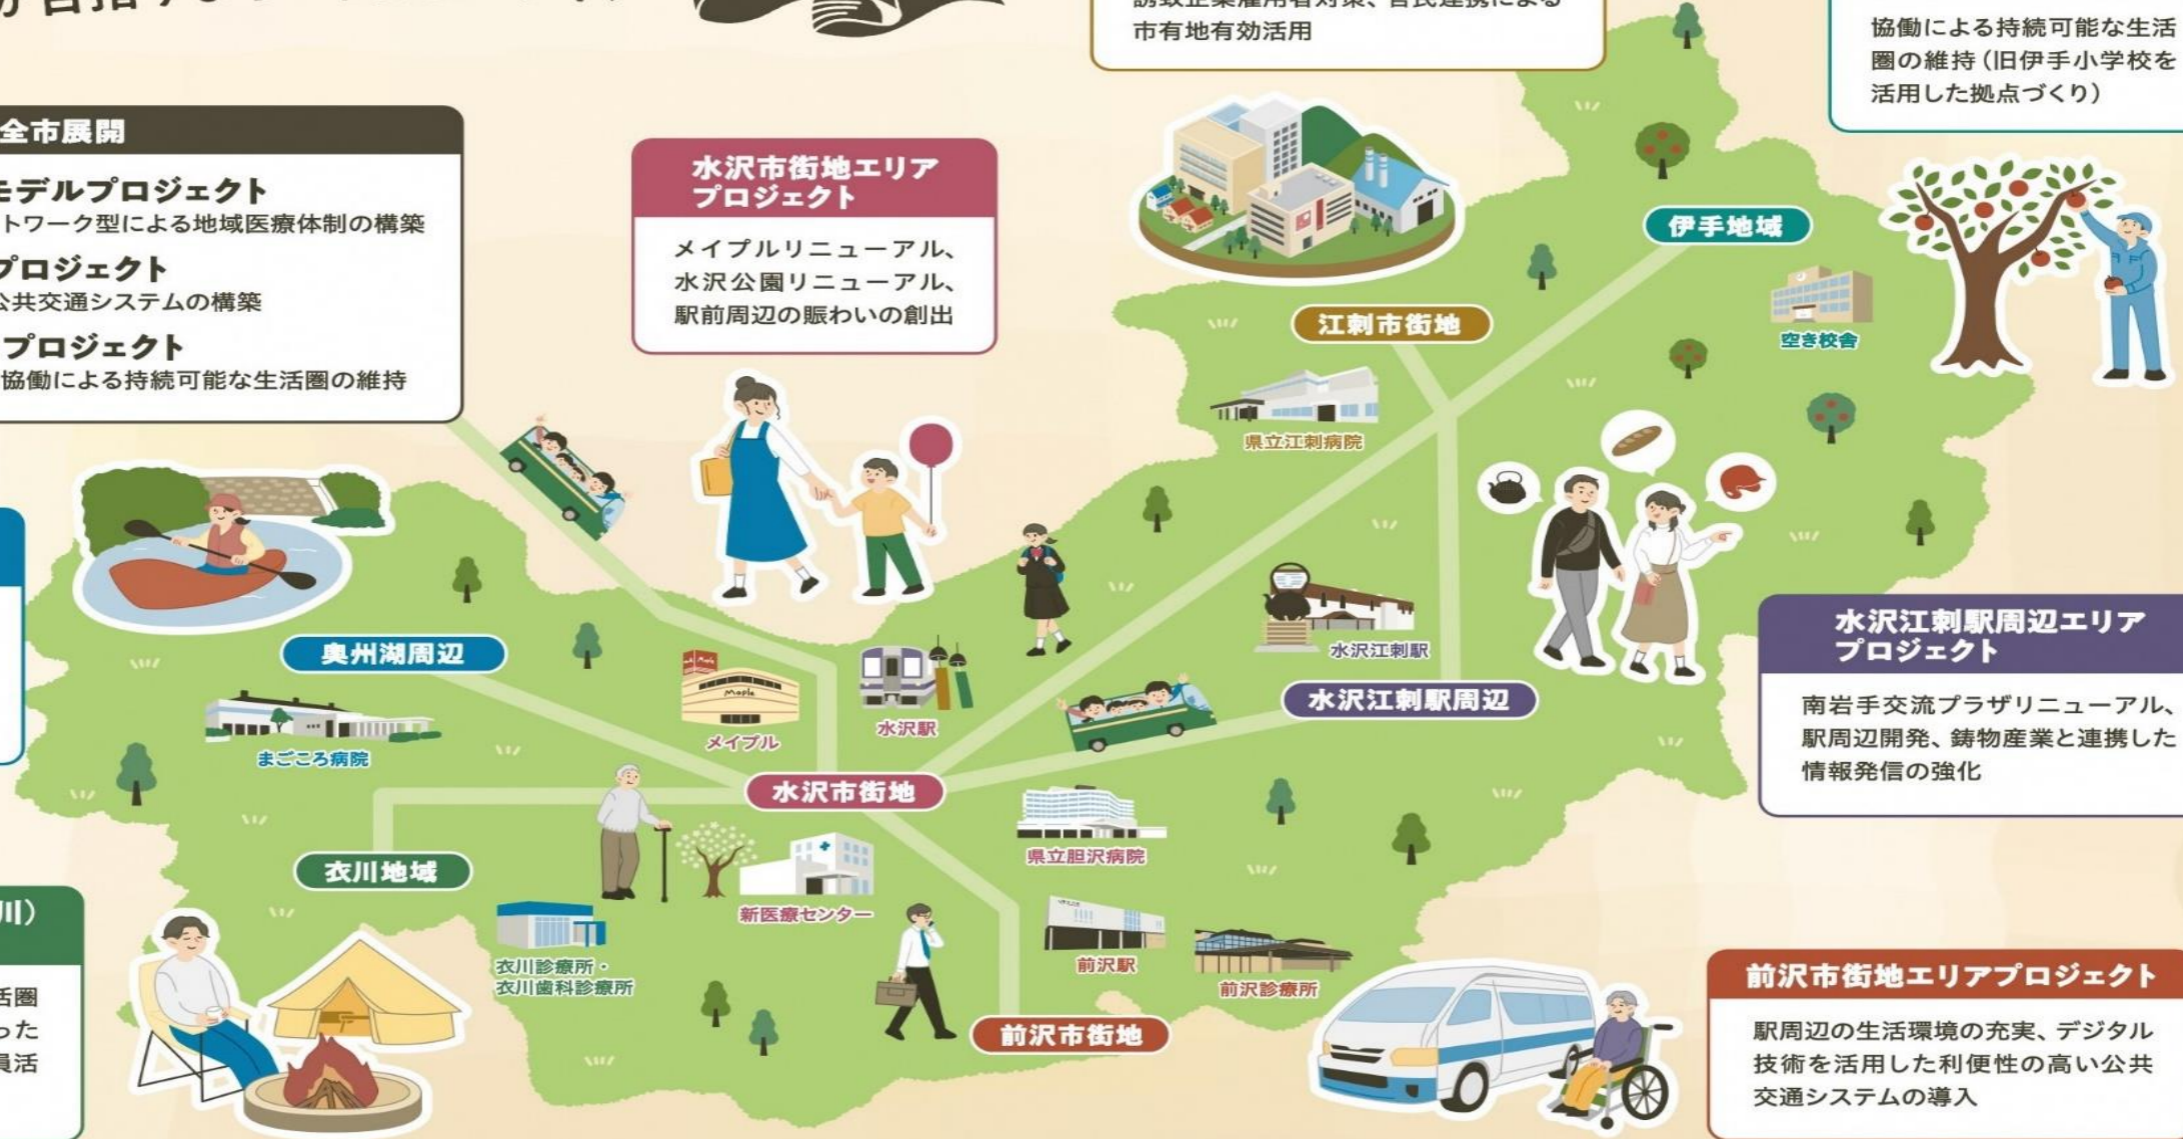 市有地有効活用
協働による持続可能な生活
圏の維持（旧伊手小学校を
活用した拠点づくり）
全市展開
モデルプロジェクト
トワーク型による地域医療体制の構築
プロジェクト
公共交通システムの構築
プロジェクト
協働による持続可能な生活圏の維持
水沢市街地エリア
プロジェクト
メイプルリニューアル、
水沢公園リニューアル、
駅前周辺の賑わいの創出
伊手地域
空き校舎
江刺市街地
県立江刺病院
奥州湖周辺
まごころ病院
Maple
メイプル
水沢駅
水沢江刺駅
水沢江刺駅周辺
水沢市街地
県立胆沢病院
衣川地域
新医療センター
衣川診療所・
衣川歯科診療所
前沢駅
前沢診療所
前沢市街地
水沢江刺駅周辺エリア
プロジェクト
南岩手交流プラザリニューアル、
駅周辺開発、鋳物産業と連携した
情報発信の強化
川）
活圏
った
員活
前沢市街地エリアプロジェクト
駅周辺の生活環境の充実、デジタル
技術を活用した利便性の高い公共
交通システムの導入